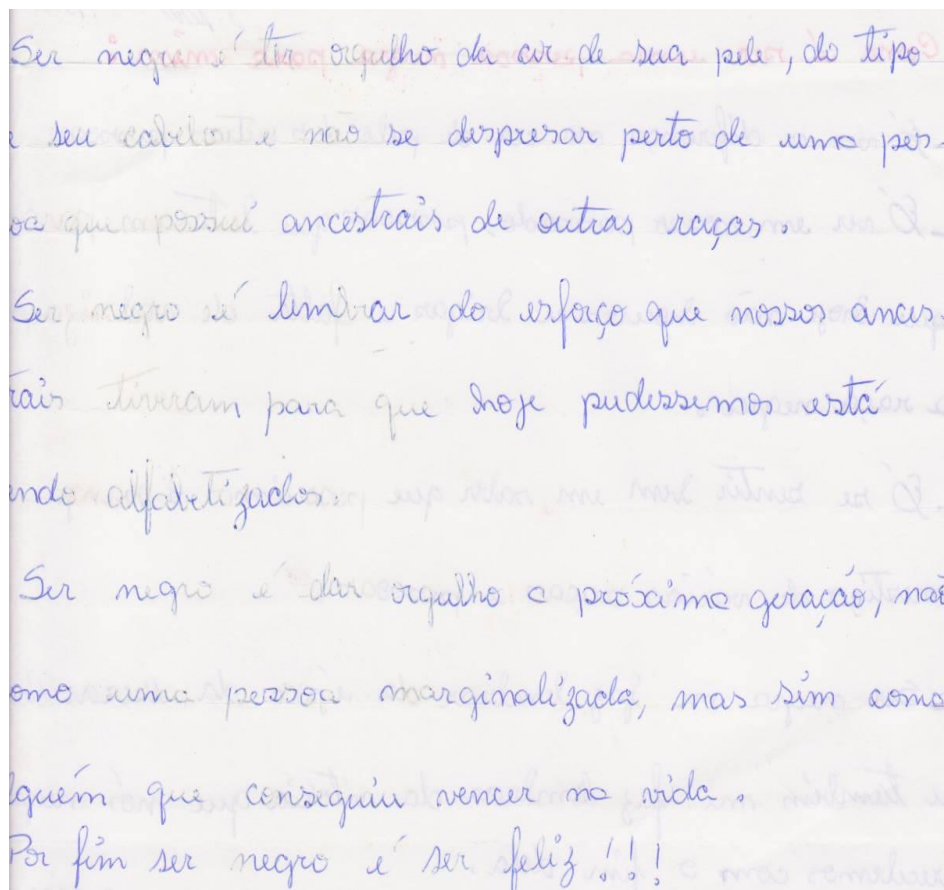 Ser negro é ter orgulho da cor de sua pele, do tipo
e seu cabelo e não se despresar perto de uma pes-
oa que possui ancestrais de outras raças.
Ser negro é lembrar do esforço que nossos ances
rais tiveram para que hoje pudessemos está
endo alfabetizados.
Ser negro é dar orgulho a próxima geração, não
omo uma pessoa marginalizada, mas sim como
lguém que conseguiu vencer na vida.
Por fim ser negro é ser feliz!!!